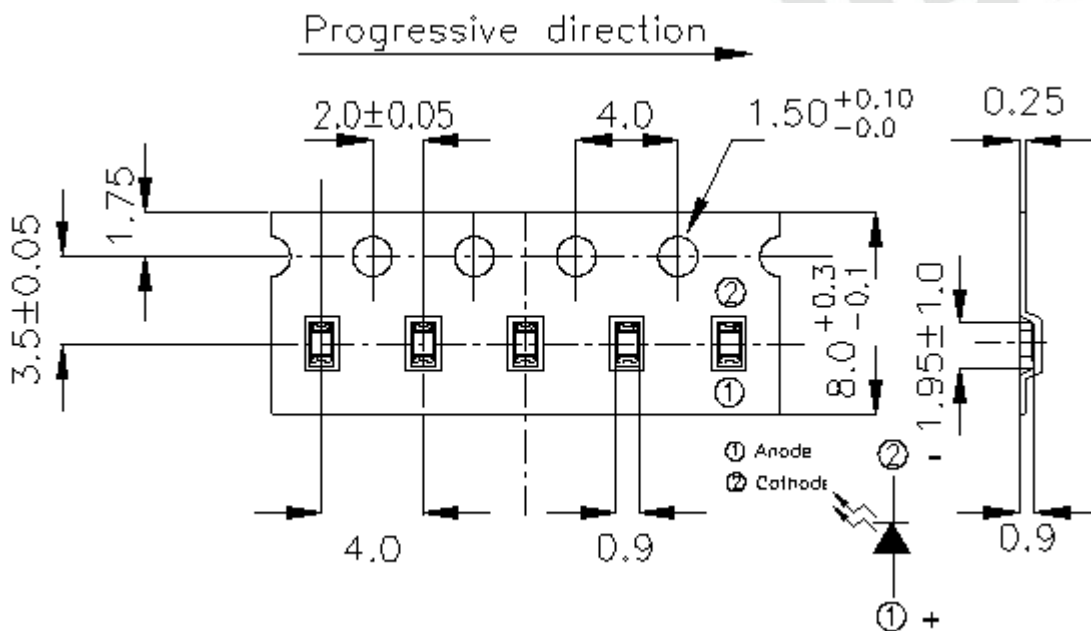 Progressive direction
2.0±0.05
4.0
1.50 +0.10 -0.0
0.25
1.75
3.5±0.05
②
①
8.0 +0.3 -0.1
1.95±1.0
① Anode
② Cathode
② -
4.0
0.9
0.9
① +